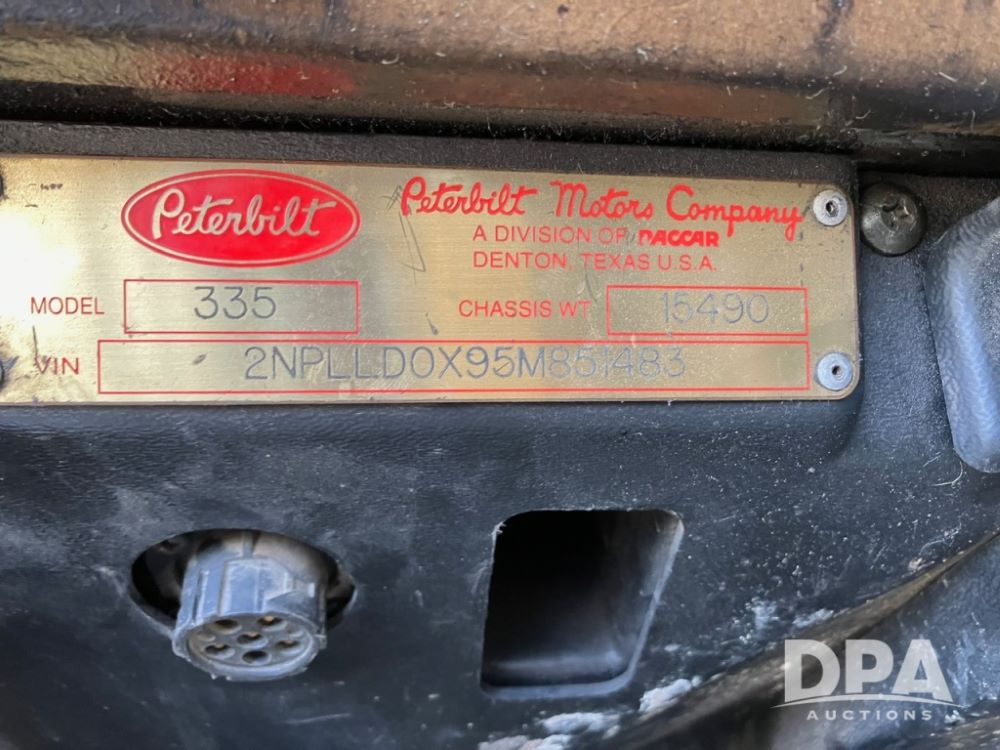 Peterbilt
Peterbilt Motors Company
A DIVISION OF PACCAR
DENTON, TEXAS U.S.A.
MODEL 335
CHASSIS WT 15490
VIN 2NPLLD0X95M851483
DPA
AUCTIONS